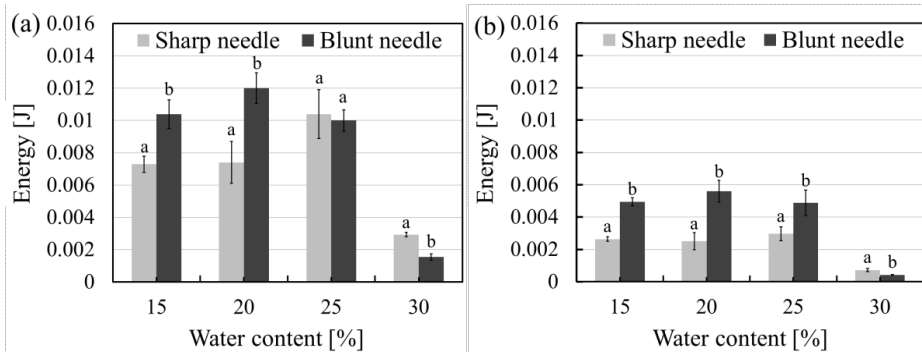 (a)
Sharp needle Blunt needle
Energy [J]
0.016
0.014
0.012
0.01
0.008
0.006
0.004
0.002
0
a b a b a a a b
15 20 25 30
Water content [%]
(b)
Sharp needle Blunt needle
Energy [J]
0.016
0.014
0.012
0.01
0.008
0.006
0.004
0.002
0
a b a b a b a b
15 20 25 30
Water content [%]